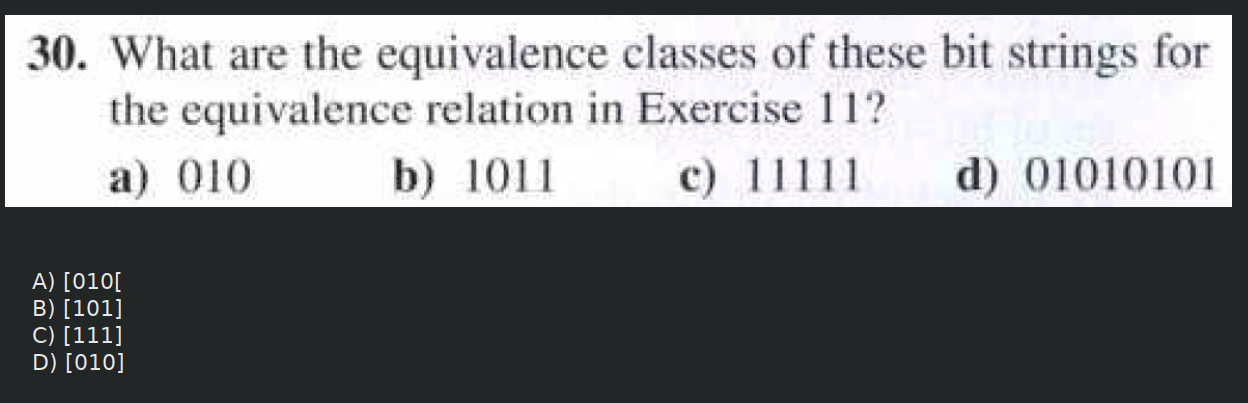 30. What are the equivalence classes of these bit strings for
the equivalence relation in Exercise 11?
a) 010 b) 1011 c) 11111 d) 01010101
A) [010[
B) [101]
C) [111]
D) [010]